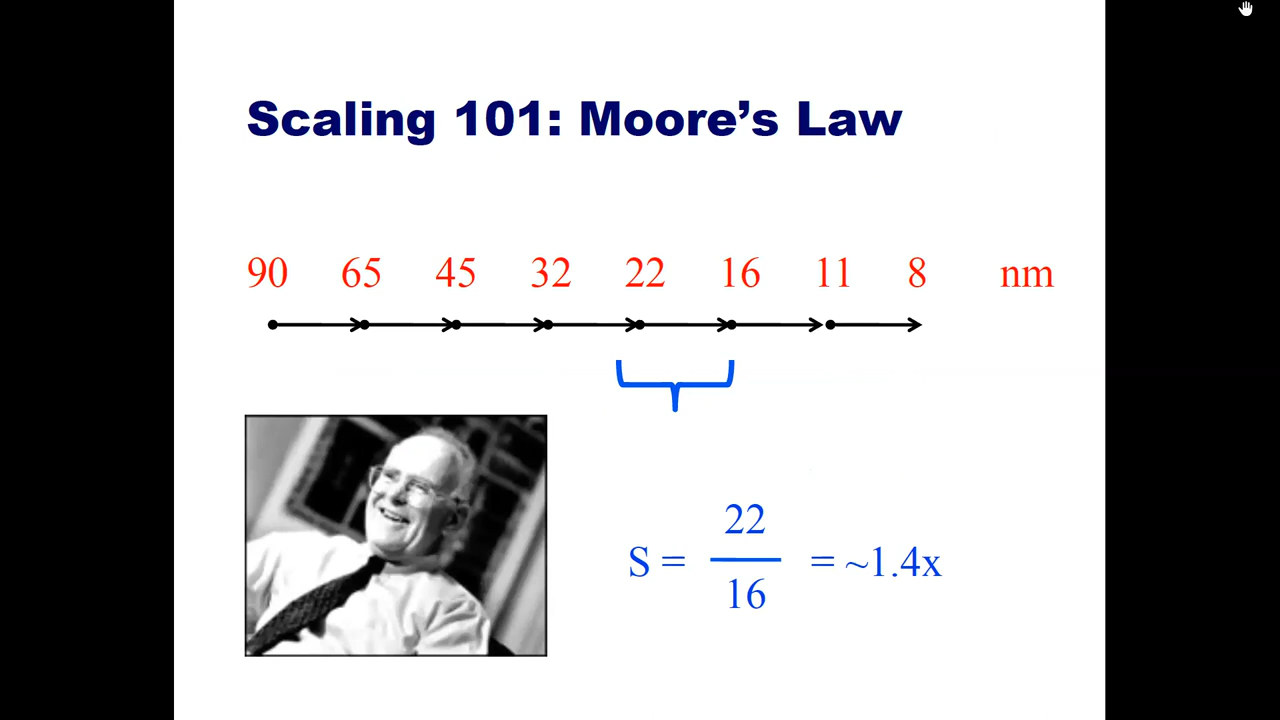 Scaling 101: Moore’s Law
90 65 45 32 22 16 11 8 nm
22
S = = ~1.4x
16